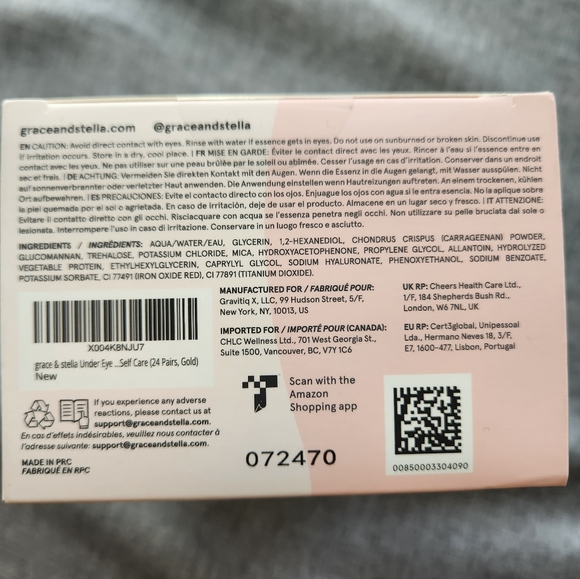 graceandstella.com @graceandstella
EN CAUTION: Avoid direct contact with eyes. Rinse with water if essence gets in eyes. Do not use on sunburned or broken skin. Discontinue use
if irritation occurs. Store in a dry, cool place. | FR MISE EN GARDE: Éviter le contact direct avec les yeux. Rincer à l'eau si l'essence entre en
contact avec les yeux. Ne pas utiliser sur une peau brûlée par le soleil ou abîmée. Cesser l'usage en cas d'irritation. Conserver dans un endroit
sec et frais. | DE ACHTUNG: Vermeiden Sie direkten Kontakt mit den Augen. Wenn die Essenz in die Augen gelangt, mit Wasser ausspülen. Nicht
auf sonnenverbrannter oder verletzter Haut anwenden. Die Anwendung einstellen wenn Hautreizungen auftreten. An einem trockenen, kühlen
Ort aufbewahren. | ES PRECAUCIONES: Evite el contacto directo con los ojos. Enjuague los ojos con agua si le entra esencia. No la aplique sobre
la piel quemada por el sol o agrietada. En caso de irritación, deje de usar el producto. Almacene en un lugar seco y fresco. | IT ATTENZIONE:
Evitare il contatto diretto con gli occhi. Risciacquare con acqua se l'essenza penetra negli occhi. Non utilizzare su pelle bruciata dal sole o
lesionata. Interrompere l'uso in caso di irritazione. Conservare in un luogo fresco e asciutto.
INGREDIENTS / INGRÉDIENTS: AQUA/WATER/EAU, GLYCERIN, 1,2-HEXANEDIOL, CHONDRUS CRISPUS (CARRAGEENAN) POWDER,
GLUCOMANNAN, TREHALOSE, POTASSIUM CHLORIDE, MICA, HYDROXYACETOPHENONE, PROPYLENE GLYCOL, ALLANTOIN, HYDROLYZED
VEGETABLE PROTEIN, ETHYLHEXYLGLYCERIN, CAPRYLYL GLYCOL, SODIUM HYALURONATE, PHENOXYETHANOL, SODIUM BENZOATE,
POTASSIUM SORBATE, CI 77491 (IRON OXIDE RED), CI 77891 (TITANIUM DIOXIDE).
X004K8NJU7
grace & stella Under Eye ...Self Care (24 Pairs, Gold)
New
MANUFACTURED FOR / FABRIQUÉ POUR:
Gravitiq X, LLC, 99 Hudson Street, 5/F,
New York, NY, 10013, US
IMPORTED FOR / IMPORTÉ POUR (CANADA):
CHLC Wellness Ltd., 701 West Georgia St.,
Suite 1500, Vancouver, BC, V7Y 1C6
UK RP: Cheers Health Care Ltd.,
1/F, 184 Shepherds Bush Rd.,
London, W6 7NL, UK
EU RP: Cert3global, Unipessoal
Lda., Hermano Neves 18, 3/F,
E7, 1600-477, Lisbon, Portugal
If you experience any adverse
reactions, please contact us at
support@graceandstella.com.
En cas d'effets indésirables, veuillez nous contacter à
l'adresse suivante: support@graceandstella.com.
MADE IN PRC
FABRIQUÉ EN RPC
Scan with the
Amazon
Shopping app
072470
00850003304090